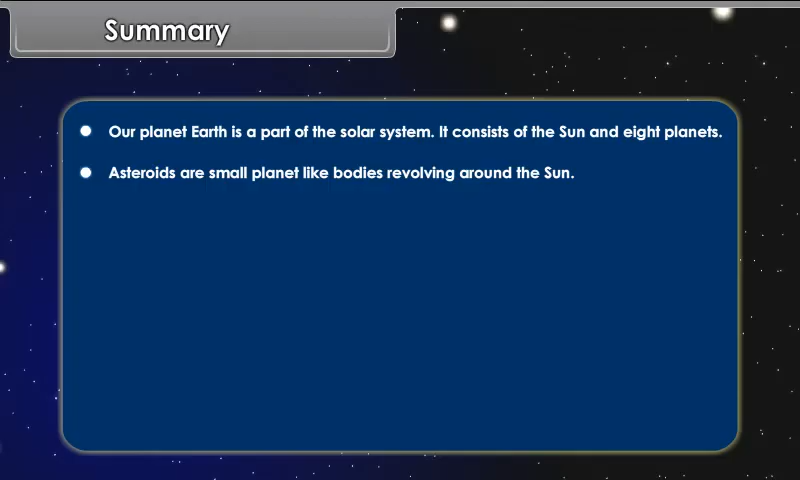 Summary
Our planet Earth is a part of the solar system. It consists of the Sun and eight planets.
Asteroids are small planet like bodies revolving around the Sun.